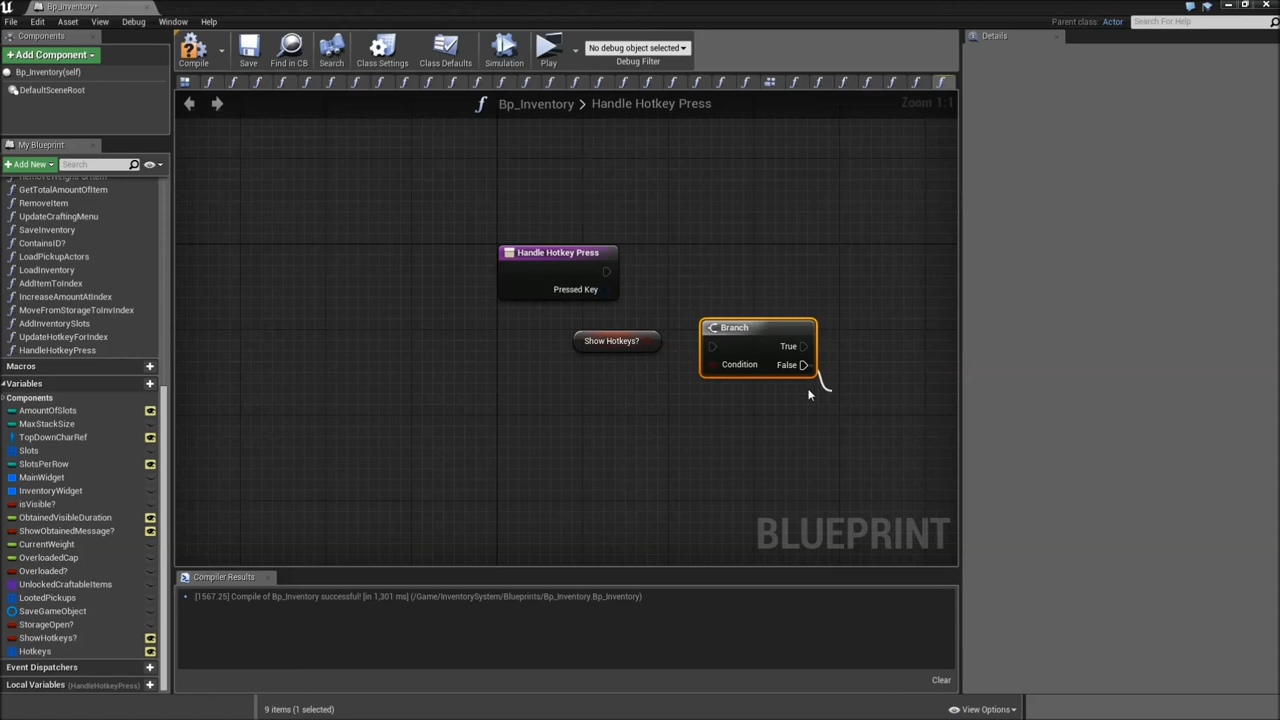 Bp_Inventory*
File Edit Asset View Debug Window Help
Parent class: Actor
Search For Help
Components
+Add Component
Bp_Inventory(self)
DefaultSceneRoot
Compile
Save
Find in CB
Search
Class Settings
Class Defaults
Simulation
Play
No debug object selected
Debug Filter
Details
Bp_Inventory > Handle Hotkey Press
Zoom 1:1
My Blueprint
+Add New
Search
GetTotalAmountOfItem
RemoveItem
UpdateCraftingMenu
SaveInventory
ContainsID?
LoadPickupActors
LoadInventory
AddItemToIndex
IncreaseAmountAtIndex
MoveFromStorageToInvIndex
AddInventorySlots
UpdateHotkeyForIndex
HandleHotkeyPress
Macros
Variables
Components
AmountOfSlots
MaxStackSize
TopDownCharRef
Slots
SlotsPerRow
MainWidget
InventoryWidget
isVisible?
ObtainedVisibleDuration
ShowObtainedMessage?
CurrentWeight
OverloadedCap
Overloaded?
UnlockedCraftableItems
LootedPickups
SaveGameObject
StorageOpen?
ShowHotkeys?
Hotkeys
Event Dispatchers
Local Variables (HandleHotkeyPress)
Handle Hotkey Press
Pressed Key
Show Hotkeys?
Branch
True
Condition False
BLUEPRINT
Compiler Results
[1567.25] Compile of Bp_Inventory successful! [in 1,301 ms] (/Game/InventorySystem/Blueprints/Bp_Inventory.Bp_Inventory)
Clear
9 items (1 selected)
View Options